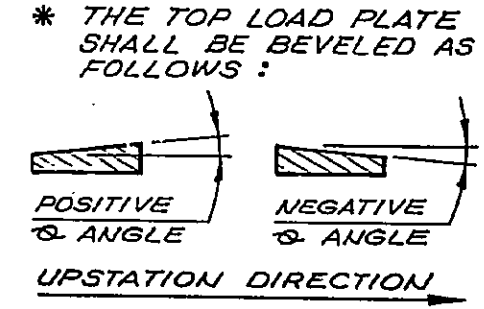 * THE TOP LOAD PLATE
SHALL BE BEVELED AS
FOLLOWS :
POSITIVE
Θ ANGLE
NEGATIVE
Θ ANGLE
UPSTATION DIRECTION